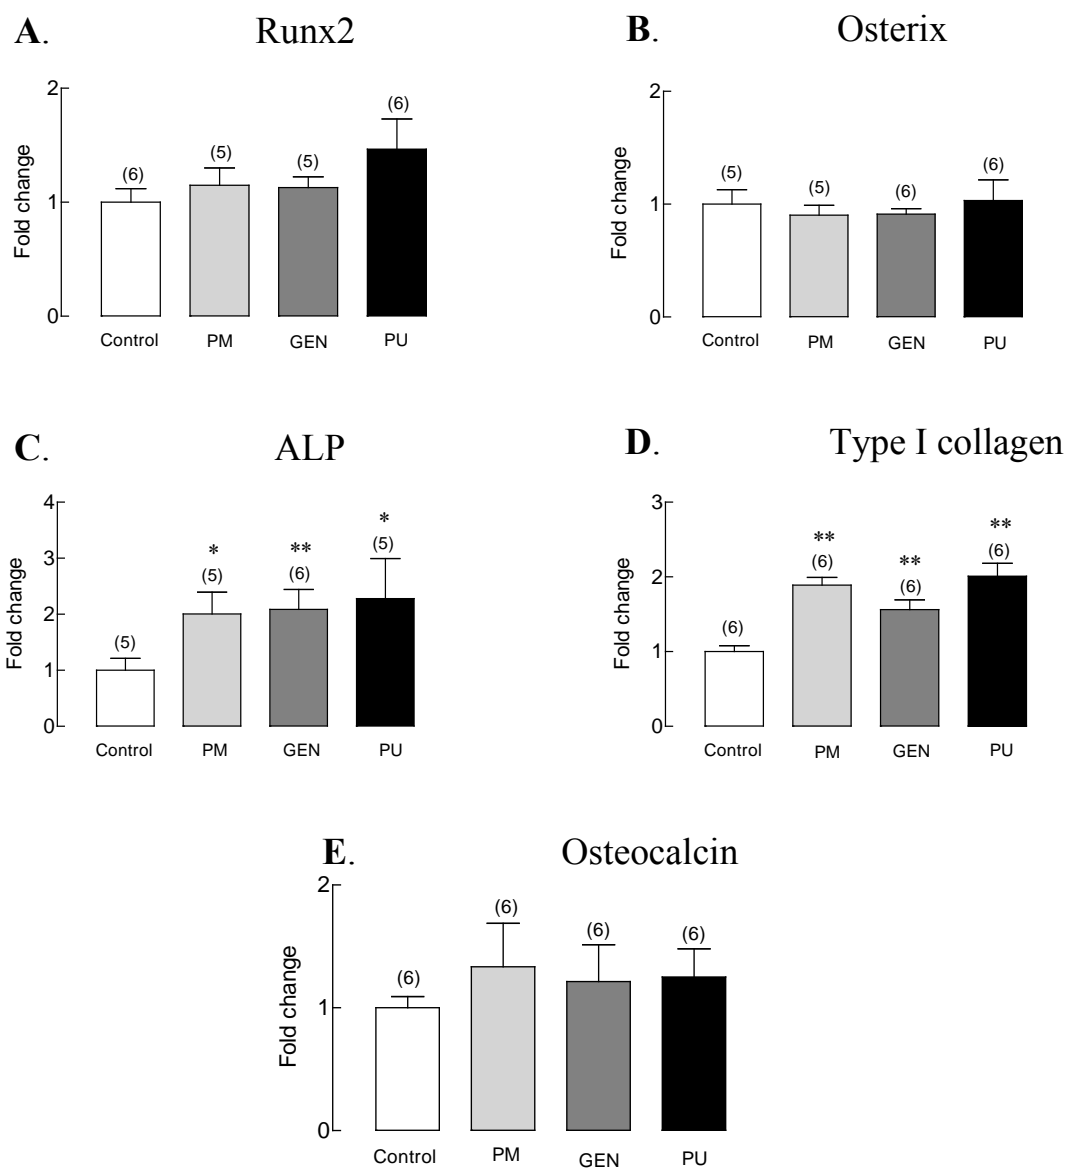 A. Runx2
2
1
0
Fold change
(6)
(5)
(5)
(6)
Control PM GEN PU
B. Osterix
2
1
0
Fold change
(5)
(5)
(6)
(6)
Control PM GEN PU
C. ALP
4
3
2
1
0
Fold change
(5)
*
(5)
**
(6)
*
(5)
Control PM GEN PU
D. Type I collagen
3
2
1
0
Fold change
(6)
**
(6)
**
(6)
**
(6)
Control PM GEN PU
E. Osteocalcin
2
1
0
Fold change
(6)
(6)
(6)
(6)
Control PM GEN PU